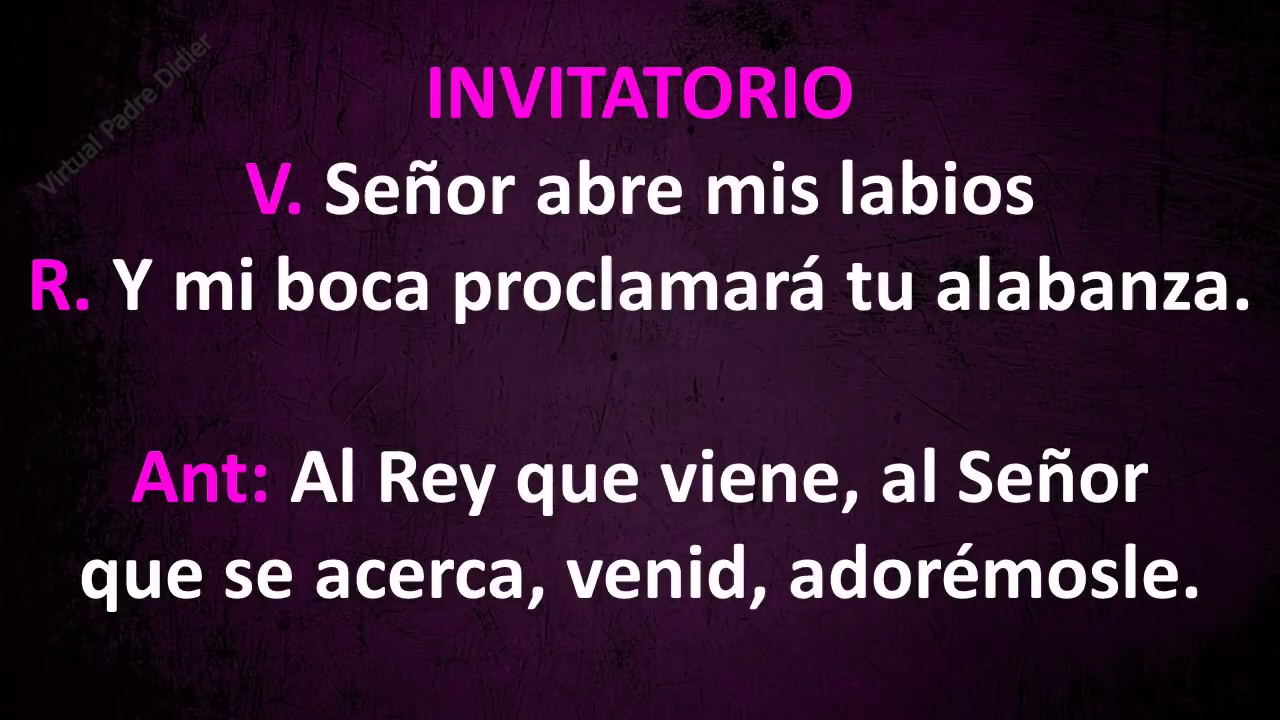 Virtual Padre Didier
INVITATORIO
V. Señor abre mis labios
R. Y mi boca proclamará tu alabanza.
Ant: Al Rey que viene, al Señor
que se acerca, venid, adorémosle.